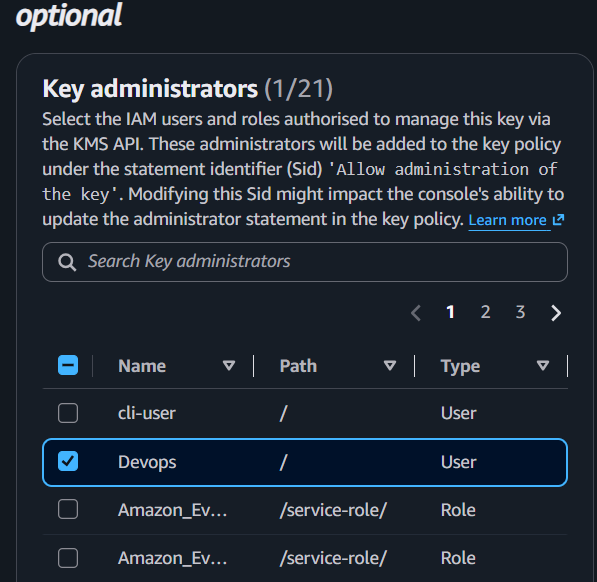 optional
Key administrators (1/21)
Select the IAM users and roles authorised to manage this key via
the KMS API. These administrators will be added to the key policy
under the statement identifier (Sid) 'Allow administration of
the key'. Modifying this Sid might impact the console's ability to
update the administrator statement in the key policy. Learn more
Search Key administrators
1 2 3
Name Path Type
cli-user / User
Devops / User
Amazon_Ev... /service-role/ Role
Amazon_Ev... /service-role/ Role